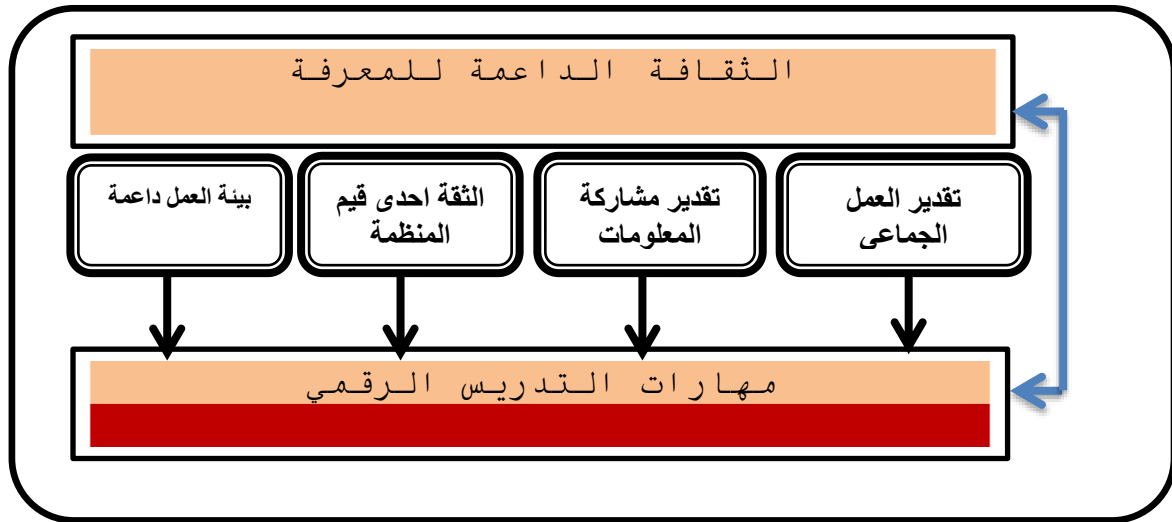 الثقافة الداعمة للمعرفة
تقدير العمل
الجماعى
تقدير مشاركة
المعلومات
الثقة احدى قيم
المنظمة
بيئة العمل داعمة
مهارات التدريس الرقمي